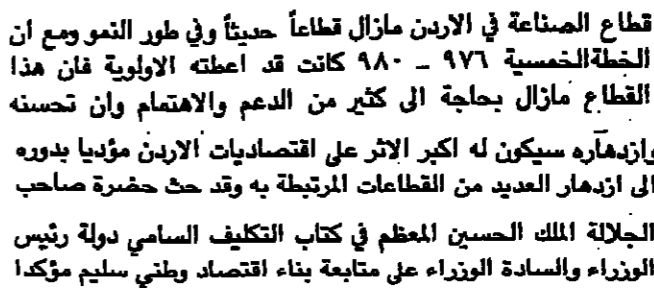 قطاع الصناعة في الاردن مازال قطاعاً حديثاً وفي طور النمو ومع ان
الخطةالخمسية ٩٧٦ - ٩٨٠ كانت قد اعطته الاولوية فان هذا
القطاع مازال بحاجة الى كثير من الدعم والاهتمام وان تحسنه
وازدهاره سيكون له اكبر الاثر على اقتصاديات الاردن مؤديا بدوره
الى ازدهار العديد من القطاعات المرتبطة به وقد حث حضرة صاحب
الجلالة الملك الحسين المعظم في كتاب التكليف السامي دولة رئيس
الوزراء والسادة الوزراء على متابعة بناء اقتصاد وطني سليم مؤكدا